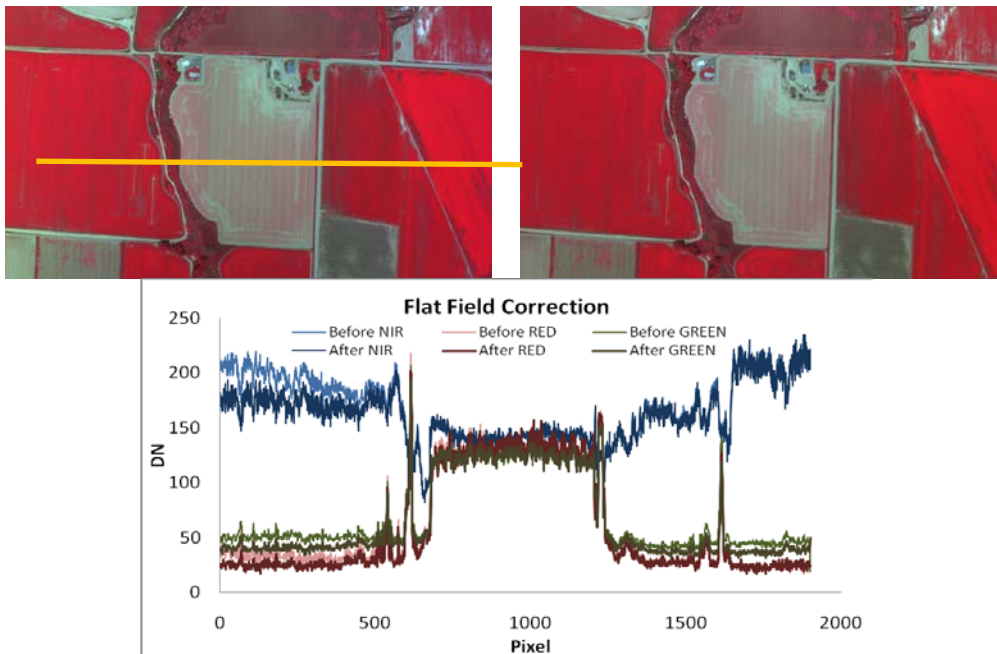 Flat Field Correction
Before NIR Before RED Before GREEN
After NIR After RED After GREEN
250
200
150
100
50
0
DN
0 500 1000 1500 2000
Pixel